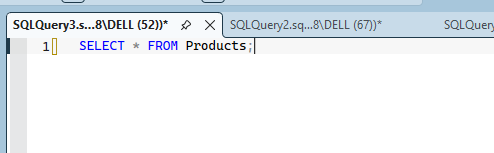 SQLQuery3.s...8\DELL (52))* SQLQuery2.sq...8\DELL (67))* SQLQuery
1 SELECT * FROM Products;